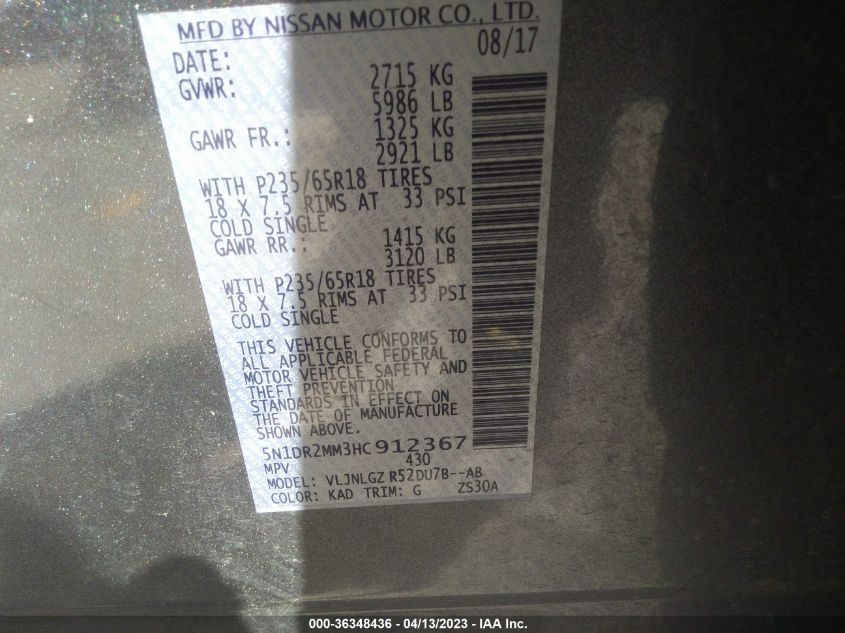 MFD BY NISSAN MOTOR CO., LTD.
DATE: 08/17
GVWR: 2715 KG
5986 LB
GAWR FR.: 1325 KG
2921 LB
WITH P235/65R18 TIRES
18 X 7.5 RIMS AT 33 PSI
COLD SINGLE
GAWR RR.: 1415 KG
3120 LB
WITH P235/65R18 TIRES
18 X 7.5 RIMS AT 33 PSI
COLD SINGLE
THIS VEHICLE CONFORMS TO
ALL APPLICABLE FEDERAL
MOTOR VEHICLE SAFETY AND
THEFT PREVENTION
STANDARDS IN EFFECT ON
THE DATE OF MANUFACTURE
SHOWN ABOVE.
5N1DR2MM3HC912367
MPV 430
MODEL: VLJNLGZ R52DU7B--AB
COLOR: KAD TRIM: G ZS30A
000-36348436 - 04/13/2023 - IAA Inc.